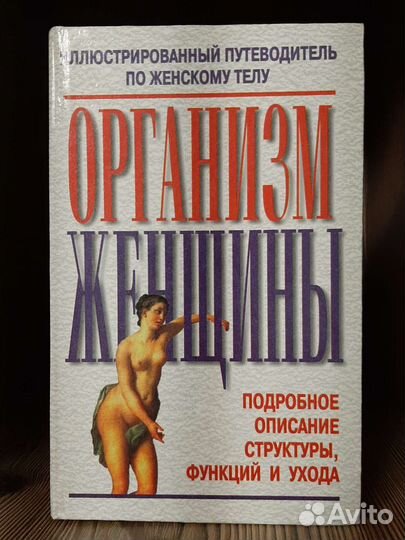 ИЛЛЮСТРИРОВАННЫЙ ПУТЕВОДИТЕЛЬ
ПО ЖЕНСКОМУ ТЕЛУ
ОРГАНИЗМ
ЖЕНЩИНЫ
ПОДРОБНОЕ
ОПИСАНИЕ
СТРУКТУРЫ,
ФУНКЦИЙ И УХОДА
Avito